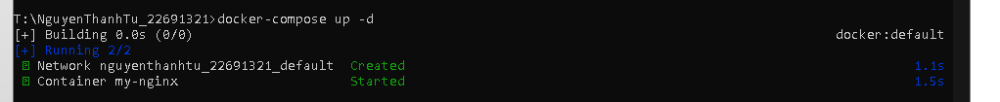 T:\NguyenThanhTu_22691321>docker-compose up -d
[+] Building 0.0s (0/0) docker:default
[+] Running 2/2
Network nguyenthanhtu_22691321_default Created 1.1s
Container my-nginx Started 1.5s